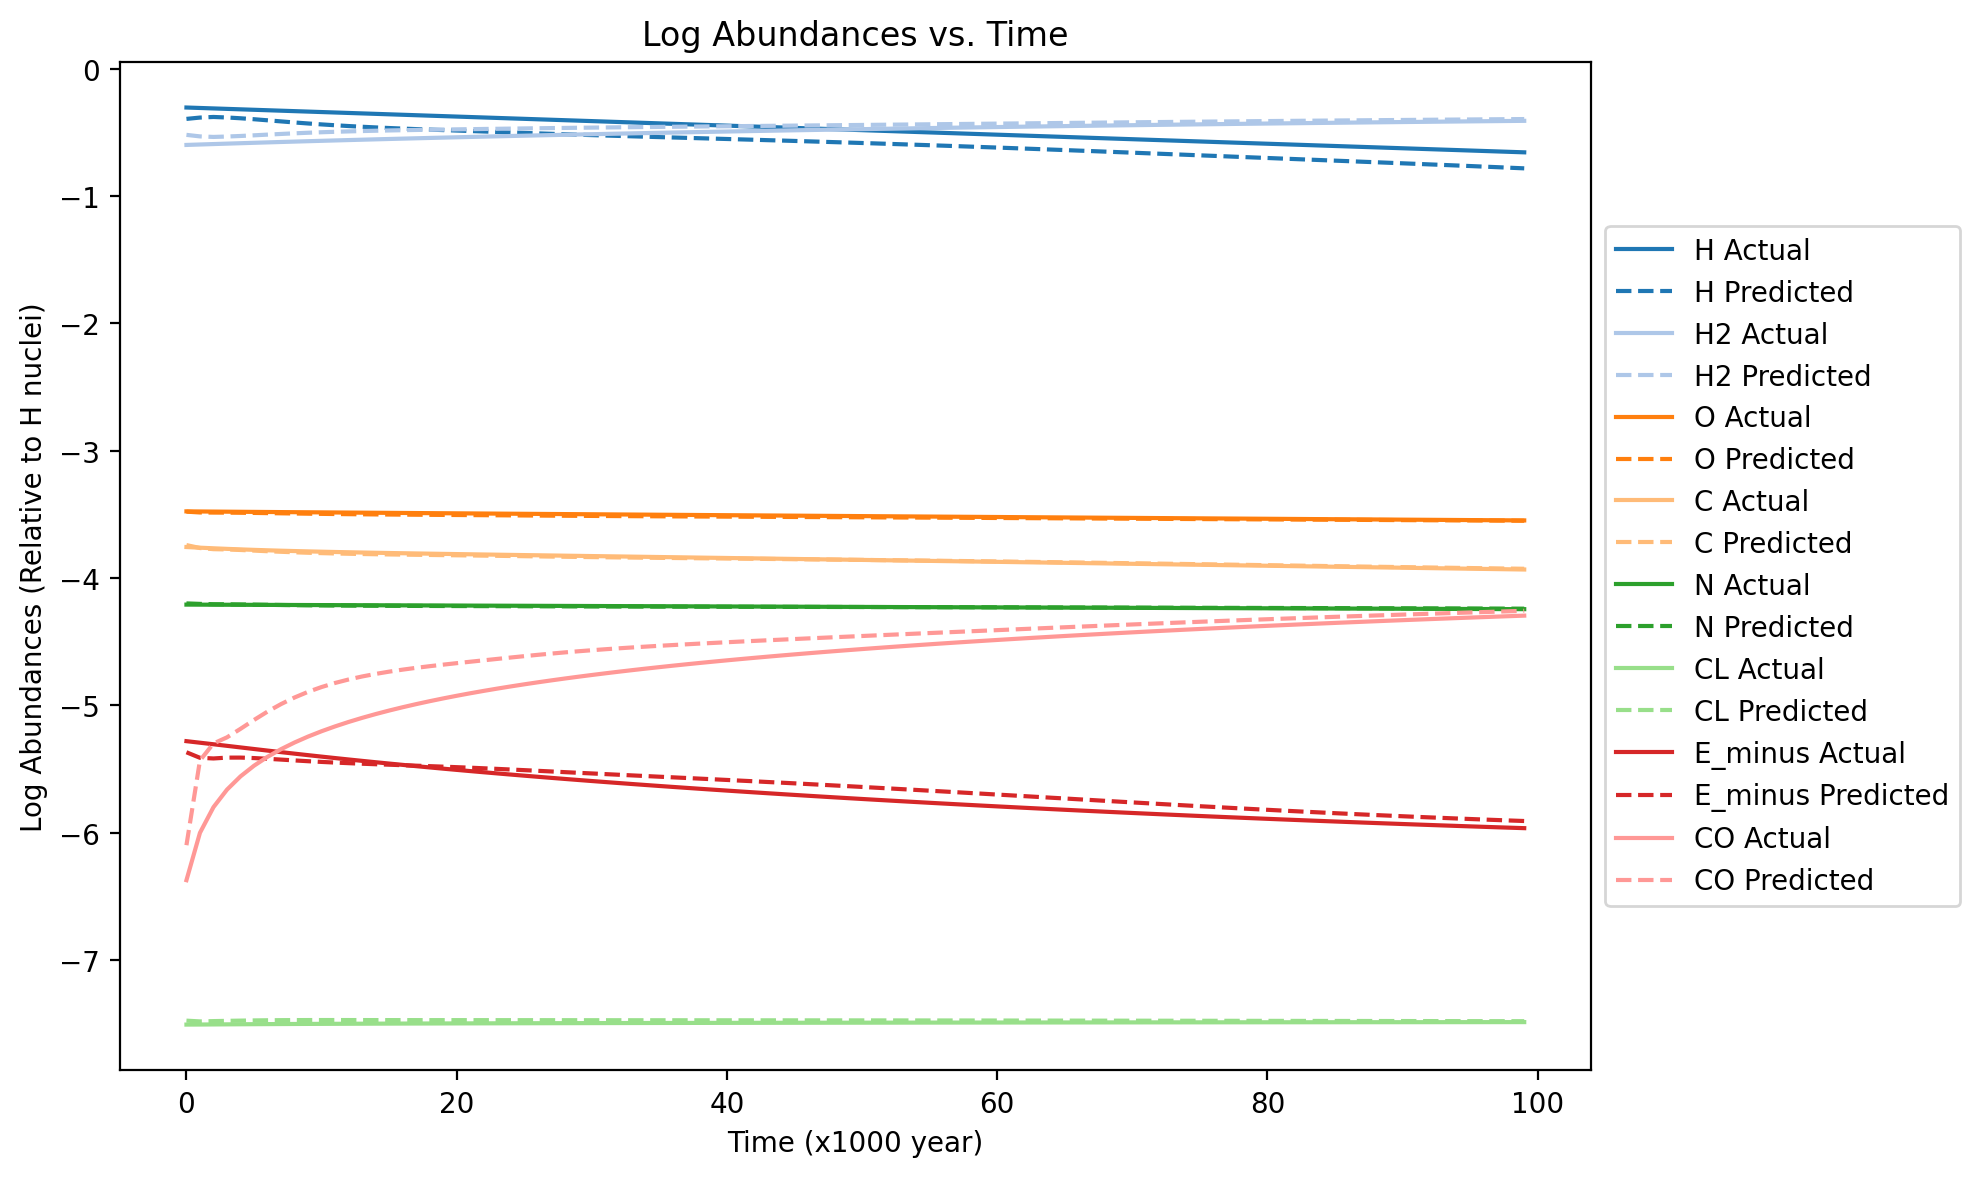 Log Abundances vs. Time
Log Abundances (Relative to H nuclei)
0
−1
−2
−3
−4
−5
−6
−7
0
20
40
60
80
100
Time (x1000 year)
H Actual
H Predicted
H2 Actual
H2 Predicted
O Actual
O Predicted
C Actual
C Predicted
N Actual
N Predicted
CL Actual
CL Predicted
E_minus Actual
E_minus Predicted
CO Actual
CO Predicted